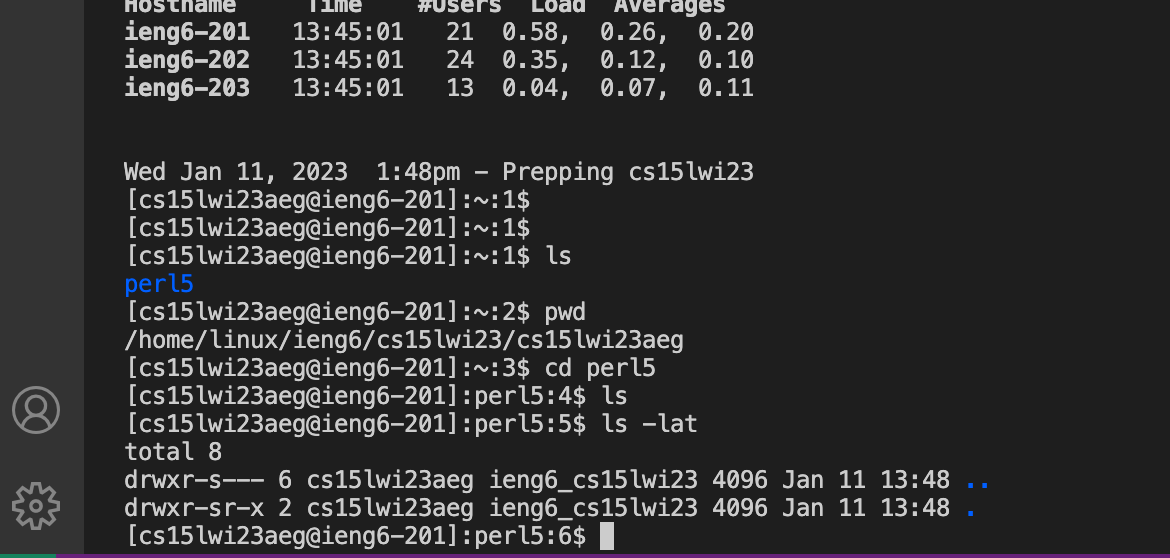 Hostname     Time    #Users  Load  Averages
ieng6-201   13:45:01   21  0.58,  0.26,  0.20
ieng6-202   13:45:01   24  0.35,  0.12,  0.10
ieng6-203   13:45:01   13  0.04,  0.07,  0.11
Wed Jan 11, 2023  1:48pm - Prepping cs15lwi23
[cs15lwi23aeg@ieng6-201]:~:1$
[cs15lwi23aeg@ieng6-201]:~:1$
[cs15lwi23aeg@ieng6-201]:~:1$ ls
perl5
[cs15lwi23aeg@ieng6-201]:~:2$ pwd
/home/linux/ieng6/cs15lwi23/cs15lwi23aeg
[cs15lwi23aeg@ieng6-201]:~:3$ cd perl5
[cs15lwi23aeg@ieng6-201]:perl5:4$ ls
[cs15lwi23aeg@ieng6-201]:perl5:5$ ls -lat
total 8
drwxr-s--- 6 cs15lwi23aeg ieng6_cs15lwi23 4096 Jan 11 13:48 ..
drwxr-sr-x 2 cs15lwi23aeg ieng6_cs15lwi23 4096 Jan 11 13:48 .
[cs15lwi23aeg@ieng6-201]:perl5:6$